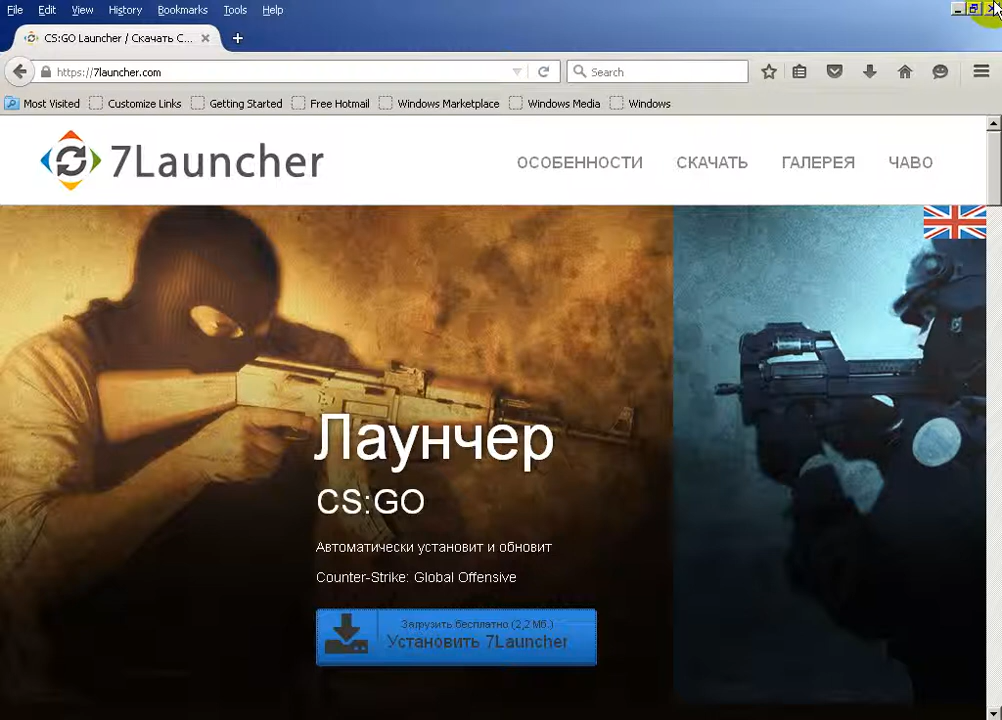 File Edit View History Bookmarks Tools Help
CS:GO Launcher / Скачать С...
https://7launcher.com
Search
Most Visited Customize Links Getting Started Free Hotmail Windows Marketplace Windows Media Windows
7Launcher
ОСОБЕННОСТИ СКАЧАТЬ ГАЛЕРЕЯ ЧАВО
Лаунчер
CS:GO
Автоматически установит и обновит
Counter-Strike: Global Offensive
Загрузить бесплатно (2,2 Мб.)
Установить 7Launcher